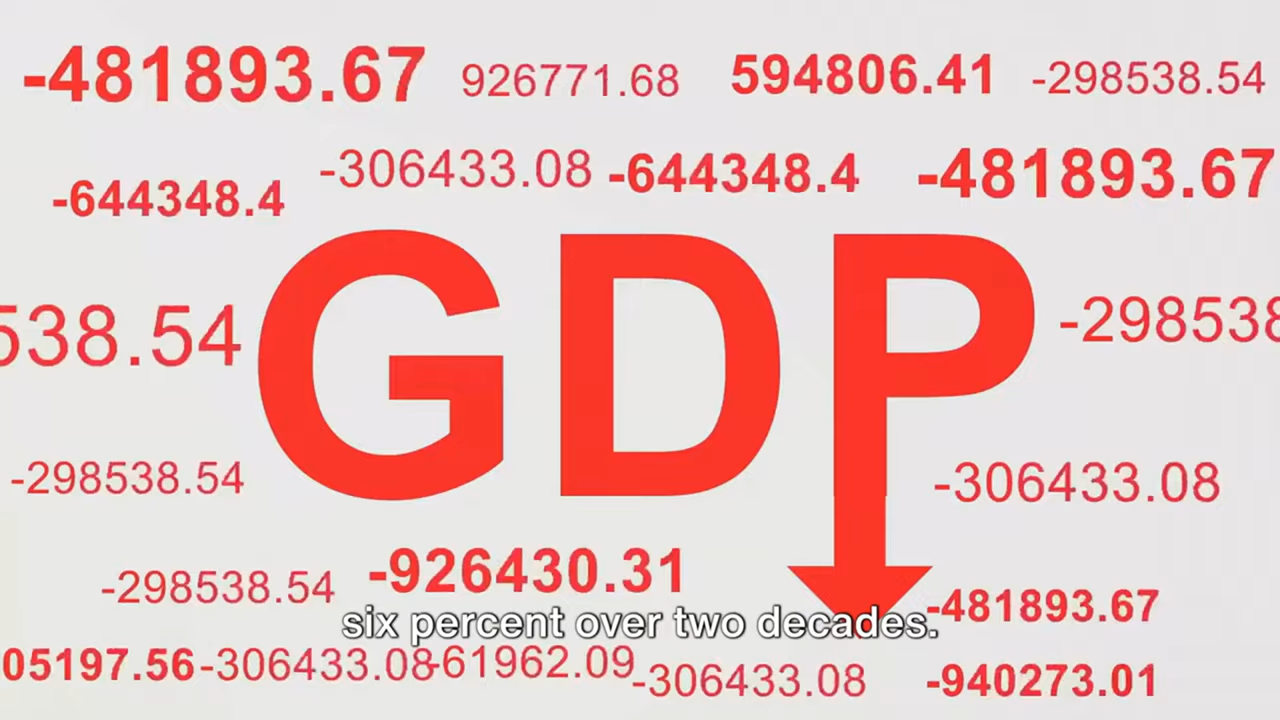 -481893.67 926771.68 594806.41 -298538.54
-644348.4 -306433.08 -644348.4 -481893.67
538.54 GDP -298538
-298538.54 -306433.08
-298538.54 -926430.31 -481893.67
six percent over two decades.
05197.56 -306433.08 -61962.09 -306433.08 -940273.01